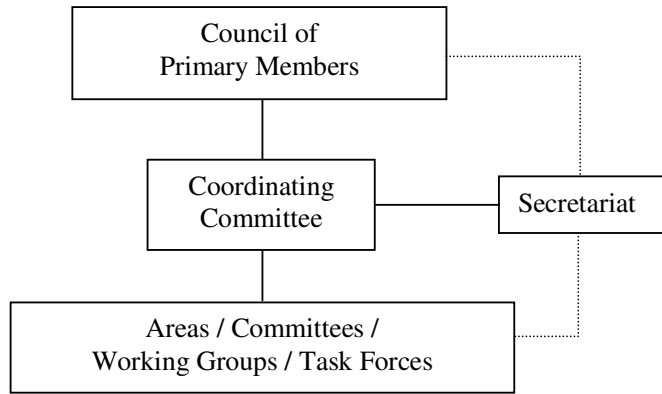 Council of
Primary Members
Coordinating
Committee
Secretariat
Areas / Committees /
Working Groups / Task Forces